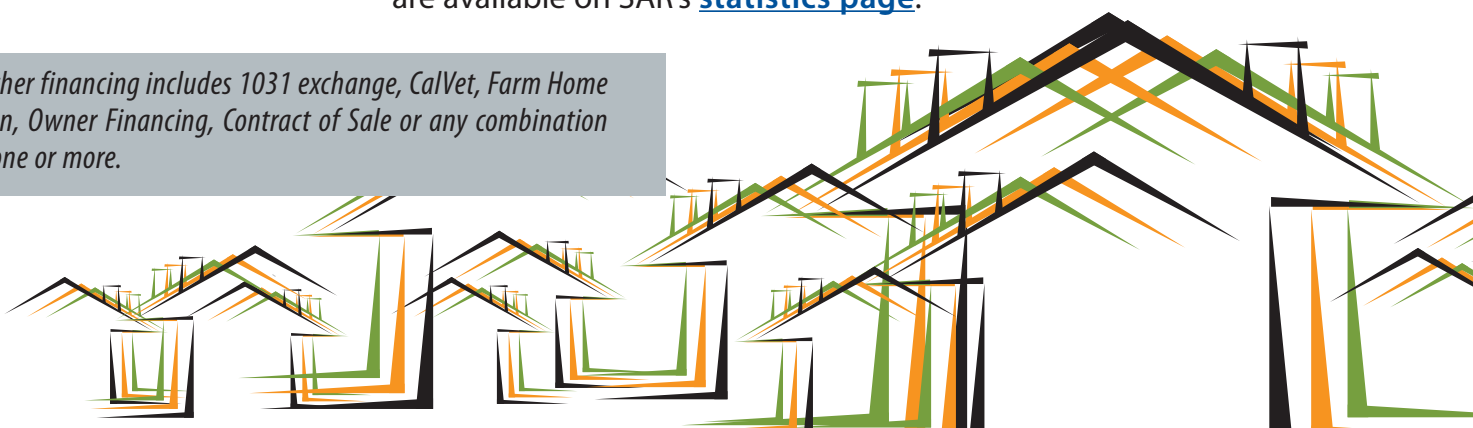 are available on SAR's statistics page.
ther financing includes 1031 exchange, CalVet, Farm Home
n, Owner Financing, Contract of Sale or any combination
one or more.